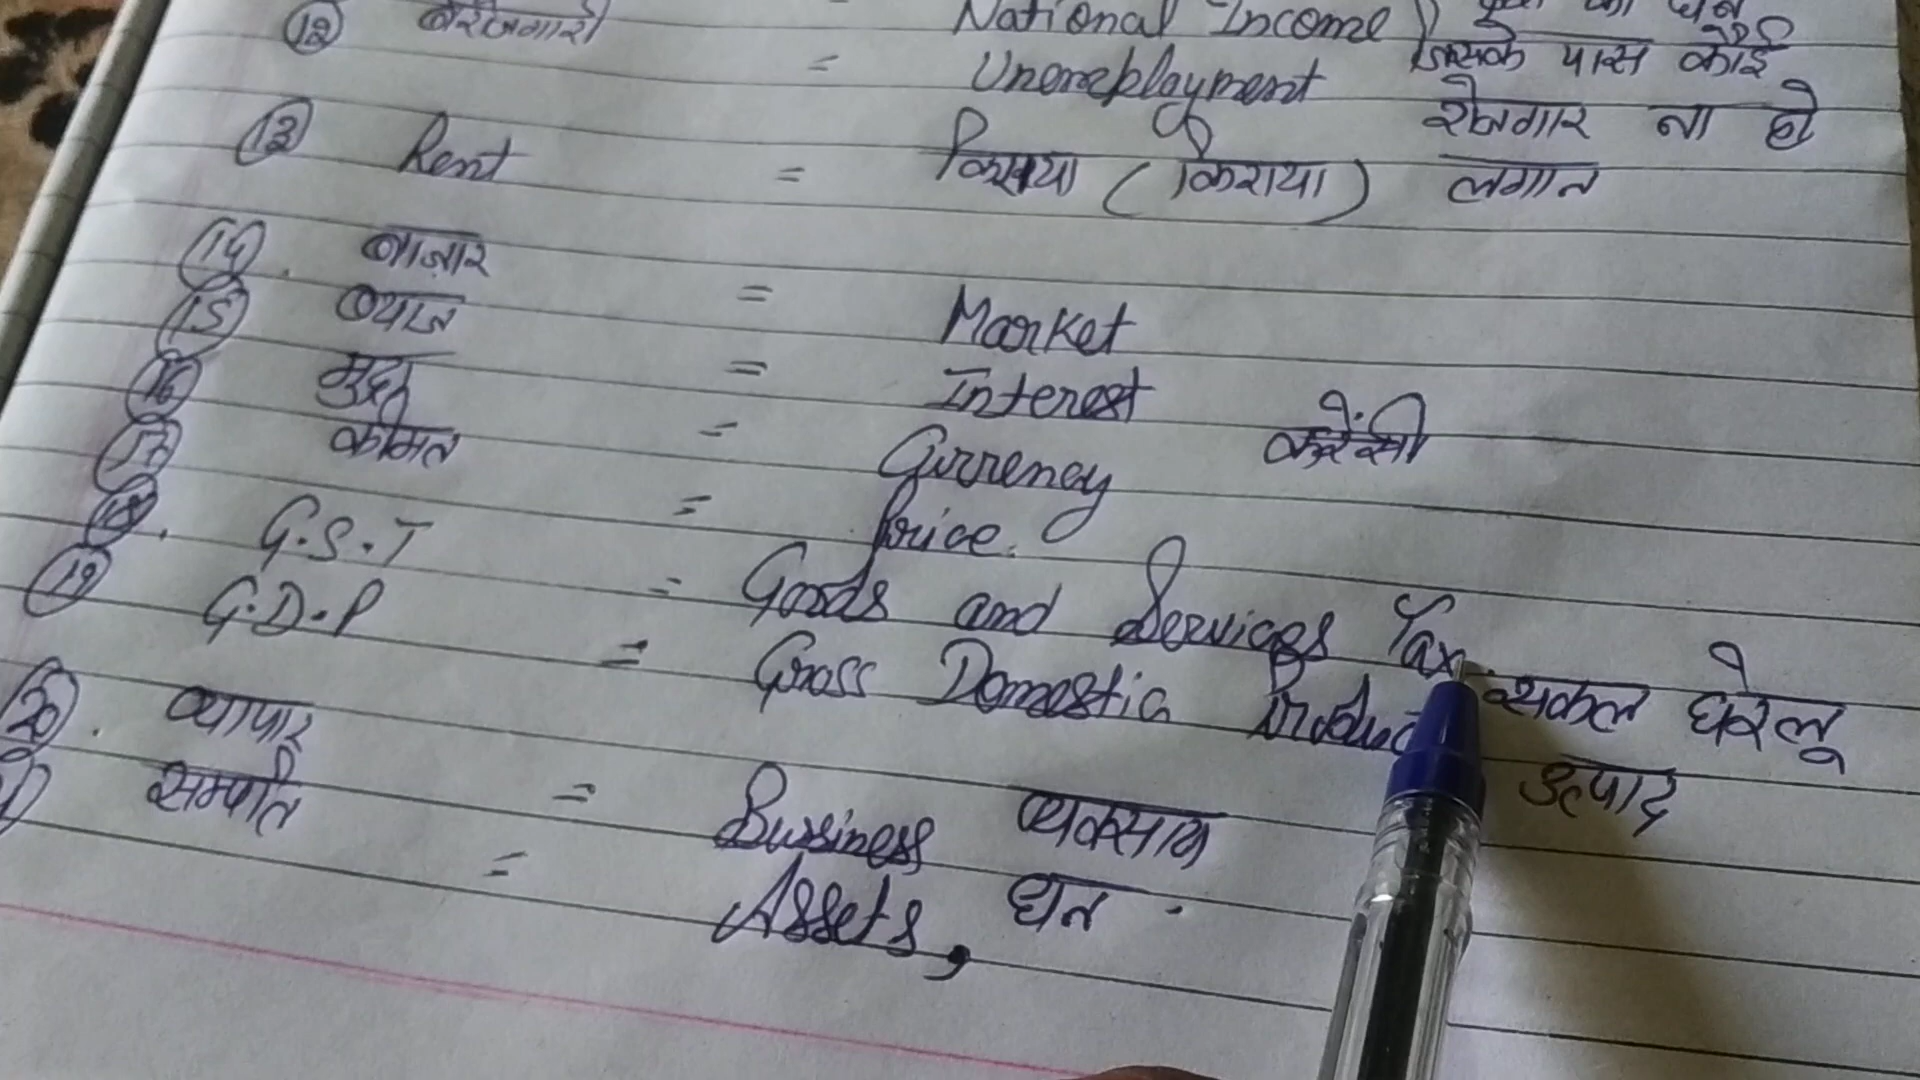 National Income
(12) बेरोजगारी = Unemeployment जिसके पास कोई रोजगार ना हो
(13) Rent = किराया (किराया) लगान
(14) बाज़ार = Market
(15) ब्याज = Interest
(16) मुद्रा = Currency करेंसी
(17) कीमत = Price.
(18). G.S.T = Goods and Services Tax.
(19) G.D.P = Gross Domestic Product सकल घरेलू उत्पाद
(20). व्यापार = Bussiness व्यवसाय
सम्पति = Assets, धन.